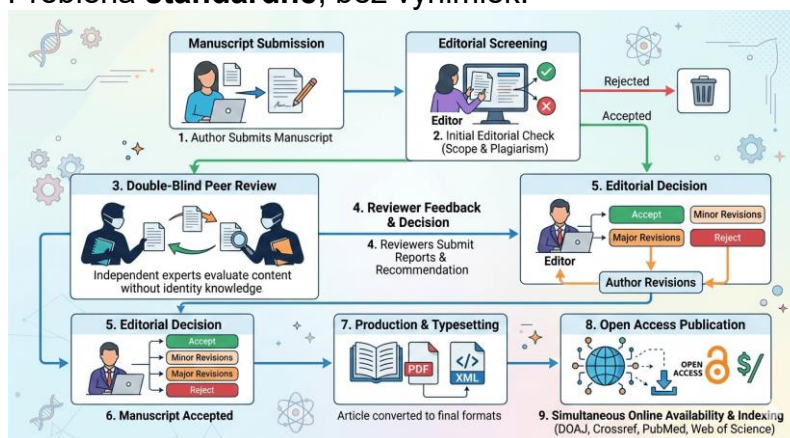 štandardne, bez výnimiek.
Manuscript Submission
1. Author Submits Manuscript
Editorial Screening
Editor
2. Initial Editorial Check
(Scope & Plagiarism)
Rejected
Accepted
3. Double-Blind Peer Review
Independent experts evaluate content
without identity knowledge
4. Reviewer Feedback
& Decision
4. Reviewers Submit
Reports &
Recommendation
5. Editorial Decision
Editor
Accept
Minor Revisions
Major Revisions
Reject
Author Revisions
5. Editorial Decision
Accept
Minor Revisions
Major Revisions
Reject
6. Manuscript Accepted
7. Production & Typesetting
PDF
</>
XML
Article converted to final formats
8. Open Access Publication
OPEN
ACCESS
$/
9. Simultaneous Online Availability & Indexing
(DOAJ, Crossref, PubMed, Web of Science)